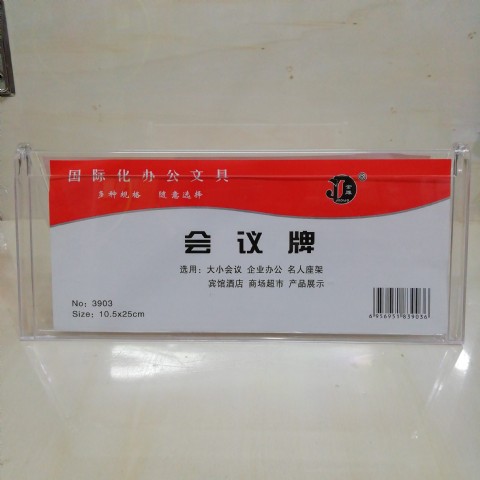 国际化办公文具
多种规格 随意选择
会议牌
选用：大小会议 企业办公 名人座架
宾馆酒店 商场超市 产品展示
No: 3903
Size: 10.5x25cm
6956951839036